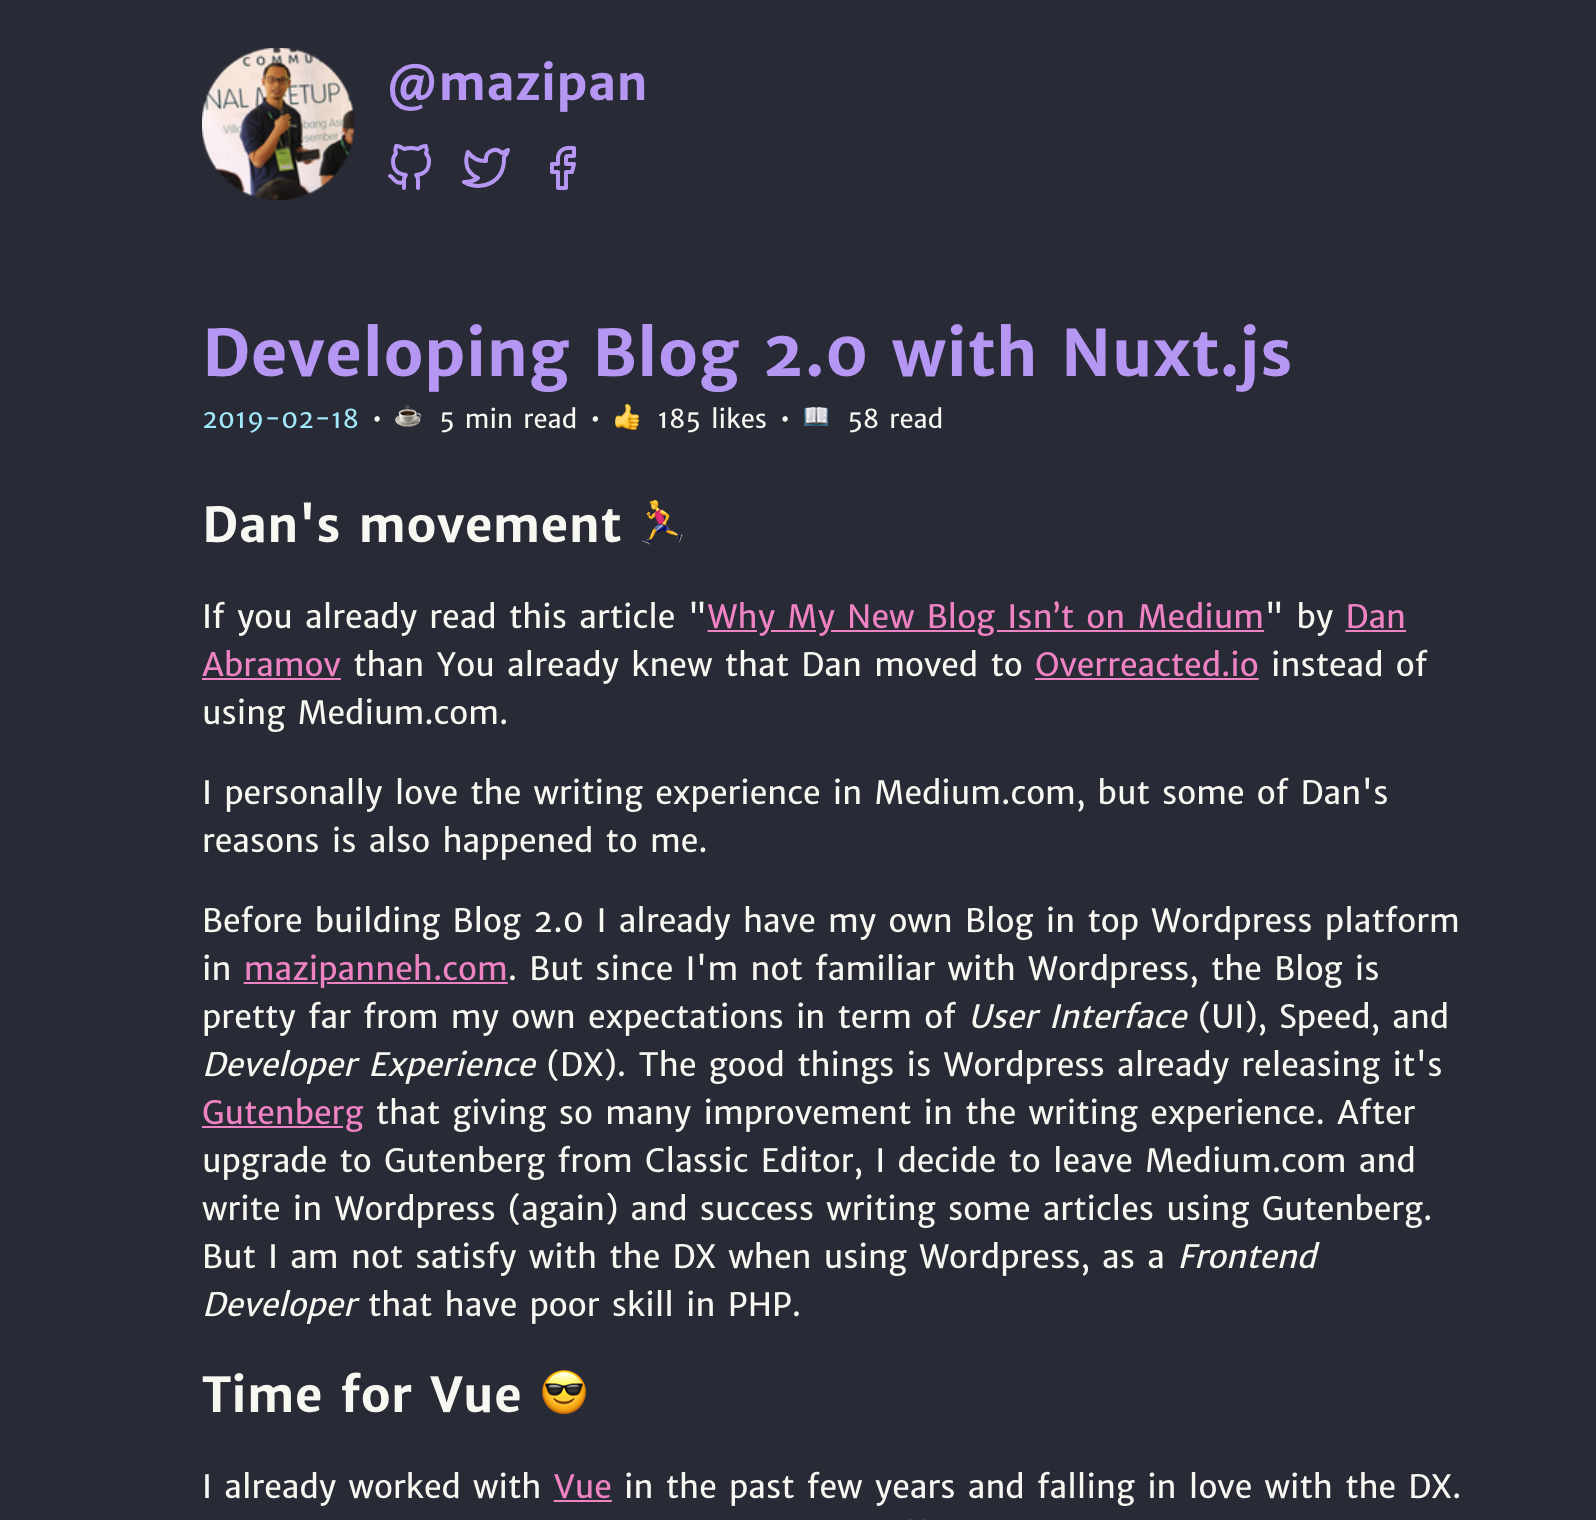 COMMU
NAL MEETUP
@mazipan
Developing Blog 2.0 with Nuxt.js
2019-02-18 • ☕ 5 min read • 👍 185 likes • 📖 58 read
Dan's movement 🏃
If you already read this article "Why My New Blog Isn’t on Medium" by Dan
Abramov than You already knew that Dan moved to Overreacted.io instead of
using Medium.com.
I personally love the writing experience in Medium.com, but some of Dan's
reasons is also happened to me.
Before building Blog 2.0 I already have my own Blog in top Wordpress platform
in mazipanneh.com. But since I'm not familiar with Wordpress, the Blog is
pretty far from my own expectations in term of User Interface (UI), Speed, and
Developer Experience (DX). The good things is Wordpress already releasing it's
Gutenberg that giving so many improvement in the writing experience. After
upgrade to Gutenberg from Classic Editor, I decide to leave Medium.com and
write in Wordpress (again) and success writing some articles using Gutenberg.
But I am not satisfy with the DX when using Wordpress, as a Frontend
Developer that have poor skill in PHP.
Time for Vue 😎
I already worked with Vue in the past few years and falling in love with the DX.